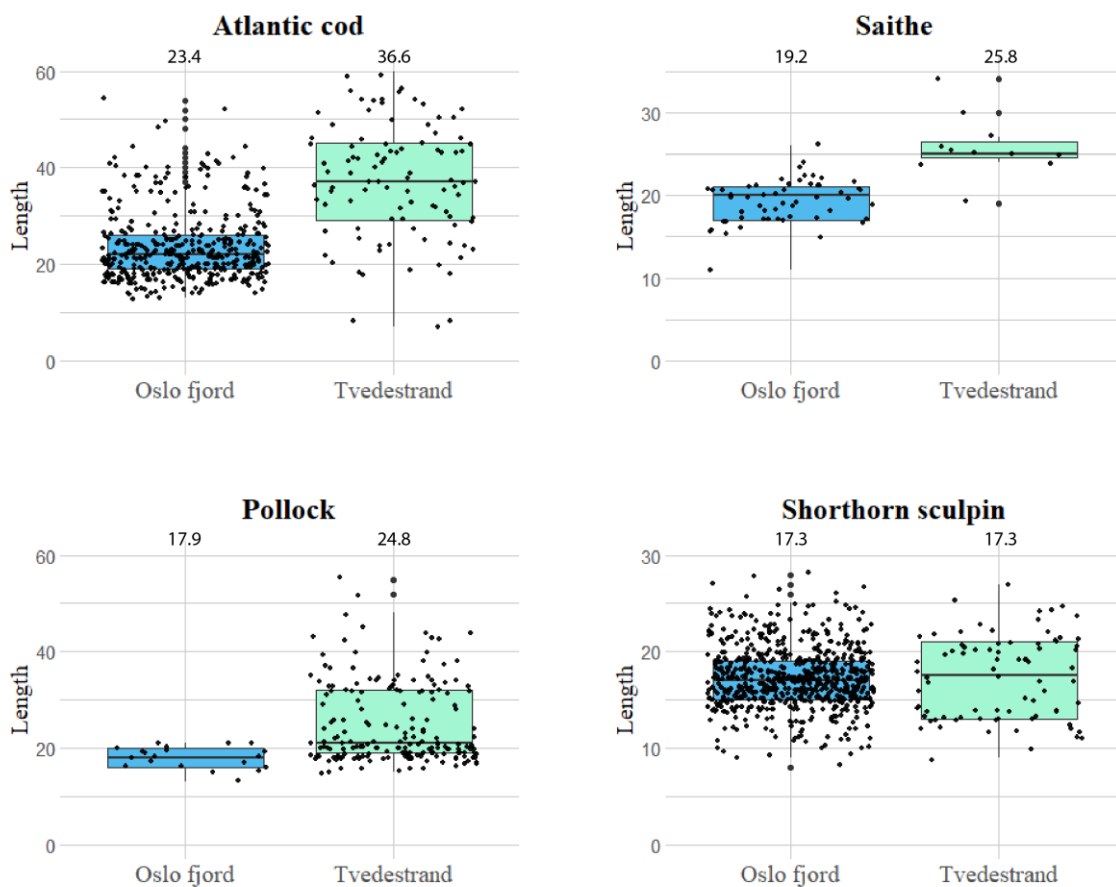 Atlantic cod
23.4 36.6
60
40
20
0
Length
Oslo fjord Tvedestrand
Saithe
19.2 25.8
30
20
10
0
Length
Oslo fjord Tvedestrand
Pollock
17.9 24.8
60
40
20
0
Length
Oslo fjord Tvedestrand
Shorthorn sculpin
17.3 17.3
30
20
10
0
Length
Oslo fjord Tvedestrand